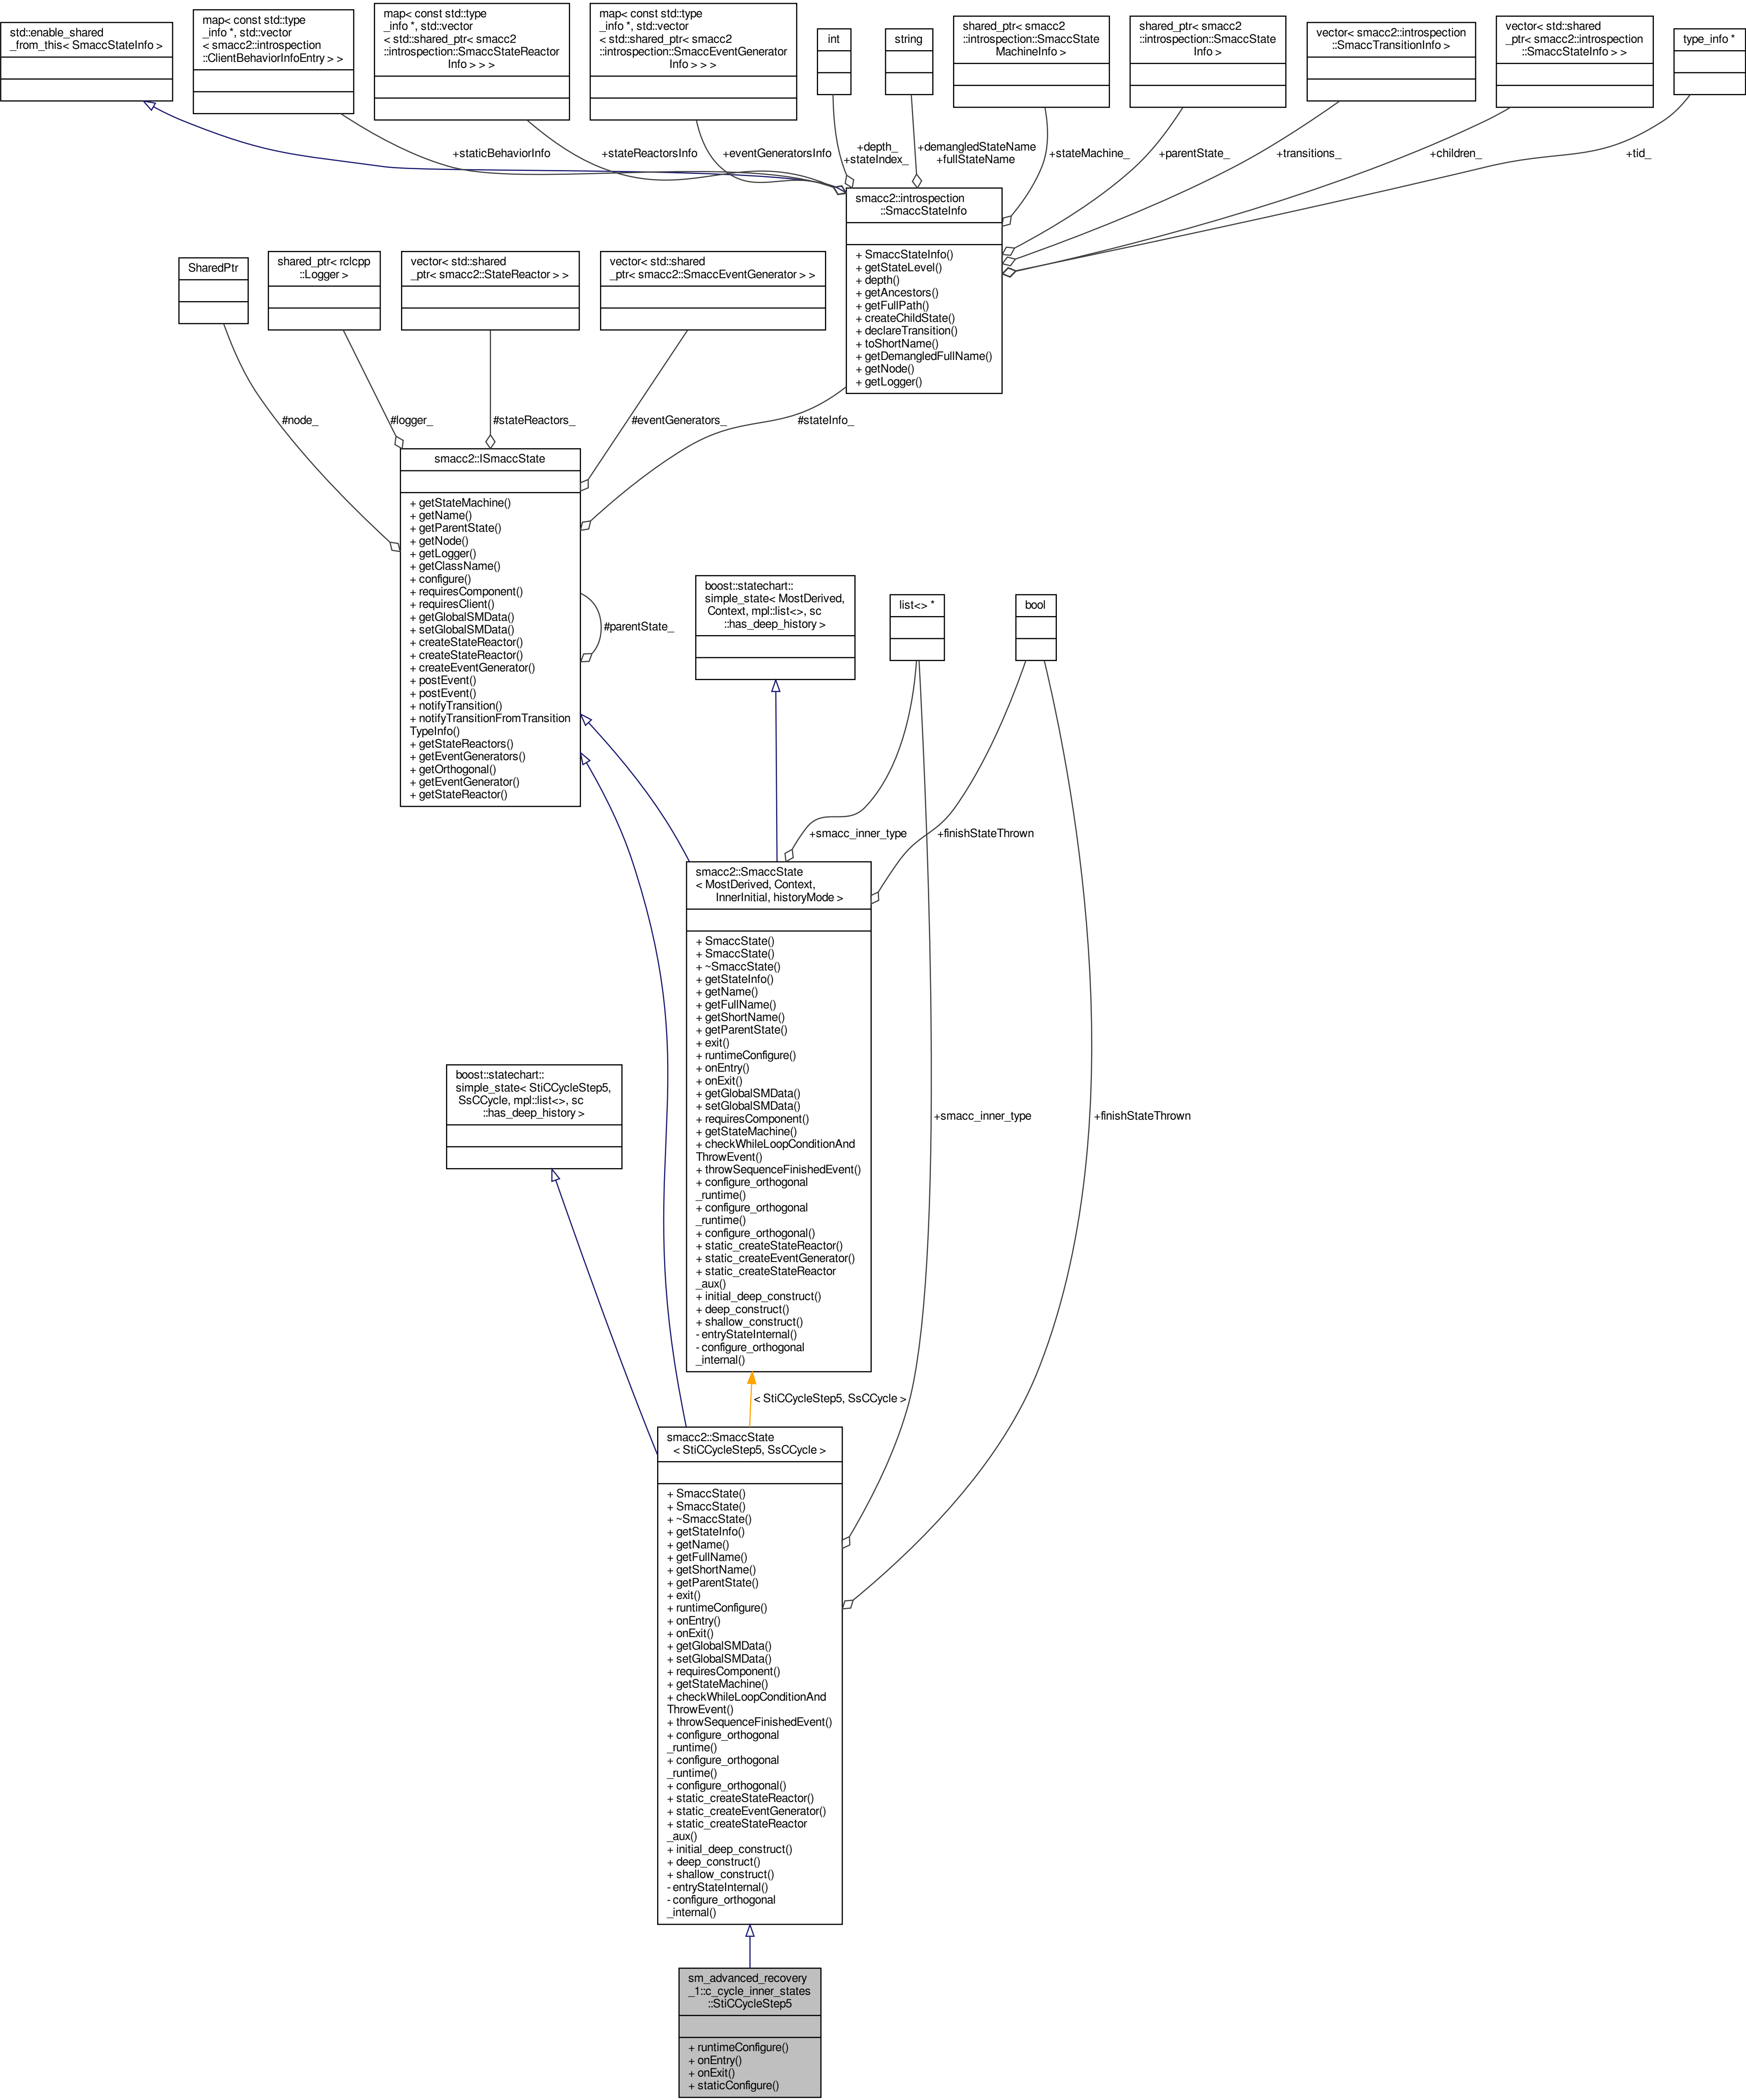 std::enable_shared
_from_this< SmaccStateInfo >
map< const std::type
_info *, std::vector
< smacc2::introspection
::ClientBehaviorInfoEntry > >
map< const std::type
_info *, std::vector
< std::shared_ptr< smacc2
::introspection::SmaccStateReactor
Info > > >
map< const std::type
_info *, std::vector
< std::shared_ptr< smacc2
::introspection::SmaccEventGenerator
Info > > >
int
string
shared_ptr< smacc2
::introspection::SmaccState
MachineInfo >
shared_ptr< smacc2
::introspection::SmaccState
Info >
vector< smacc2::introspection
::SmaccTransitionInfo >
vector< std::shared
_ptr< smacc2::introspection
::SmaccStateInfo > >
type_info *
+staticBehaviorInfo
+stateReactorsInfo
+eventGeneratorsInfo
+depth_
+stateIndex_
+demangledStateName
+fullStateName
+stateMachine_
+parentState_
+transitions_
+children_
+tid_
smacc2::introspection
::SmaccStateInfo
+ SmaccStateInfo()
+ getStateLevel()
+ depth()
+ getAncestors()
+ getFullPath()
+ createChildState()
+ declareTransition()
+ toShortName()
+ getDemangledFullName()
+ getNode()
+ getLogger()
SharedPtr
shared_ptr< rclcpp
::Logger >
vector< std::shared
_ptr< smacc2::StateReactor > >
vector< std::shared
_ptr< smacc2::SmaccEventGenerator > >
#node_
#logger_
#stateReactors_
#eventGenerators_
#stateInfo_
smacc2::ISmaccState
+ getStateMachine()
+ getName()
+ getParentState()
+ getNode()
+ getLogger()
+ getClassName()
+ configure()
+ requiresComponent()
+ requiresClient()
+ getGlobalSMData()
+ setGlobalSMData()
+ createStateReactor()
+ createStateReactor()
+ createEventGenerator()
+ postEvent()
+ postEvent()
+ notifyTransition()
+ notifyTransitionFromTransition
TypeInfo()
+ getStateReactors()
+ getEventGenerators()
+ getOrthogonal()
+ getEventGenerator()
+ getStateReactor()
#parentState_
boost::statechart::
simple_state< MostDerived,
Context, mpl::list<>, sc
::has_deep_history >
list<> *
bool
+smacc_inner_type
+finishStateThrown
smacc2::SmaccState
< MostDerived, Context,
InnerInitial, historyMode >
+ SmaccState()
+ SmaccState()
+ ~SmaccState()
+ getStateInfo()
+ getName()
+ getFullName()
+ getShortName()
+ getParentState()
+ exit()
+ runtimeConfigure()
+ onEntry()
+ onExit()
+ getGlobalSMData()
+ setGlobalSMData()
+ requiresComponent()
+ getStateMachine()
+ checkWhileLoopConditionAnd
ThrowEvent()
+ throwSequenceFinishedEvent()
+ configure_orthogonal
_runtime()
+ configure_orthogonal
_runtime()
+ configure_orthogonal()
+ static_createStateReactor()
+ static_createEventGenerator()
+ static_createStateReactor
_aux()
+ initial_deep_construct()
+ deep_construct()
+ shallow_construct()
- entryStateInternal()
- configure_orthogonal
_internal()
boost::statechart::
simple_state< StiCCycleStep5,
SsCCycle, mpl::list<>, sc
::has_deep_history >
+smacc_inner_type
+finishStateThrown
< StiCCycleStep5, SsCCycle >
smacc2::SmaccState
< StiCCycleStep5, SsCCycle >
+ SmaccState()
+ SmaccState()
+ ~SmaccState()
+ getStateInfo()
+ getName()
+ getFullName()
+ getShortName()
+ getParentState()
+ exit()
+ runtimeConfigure()
+ onEntry()
+ onExit()
+ getGlobalSMData()
+ setGlobalSMData()
+ requiresComponent()
+ getStateMachine()
+ checkWhileLoopConditionAnd
ThrowEvent()
+ throwSequenceFinishedEvent()
+ configure_orthogonal
_runtime()
+ configure_orthogonal
_runtime()
+ configure_orthogonal()
+ static_createStateReactor()
+ static_createEventGenerator()
+ static_createStateReactor
_aux()
+ initial_deep_construct()
+ deep_construct()
+ shallow_construct()
- entryStateInternal()
- configure_orthogonal
_internal()
sm_advanced_recovery
_1::c_cycle_inner_states
::StiCCycleStep5
+ runtimeConfigure()
+ onEntry()
+ onExit()
+ staticConfigure()